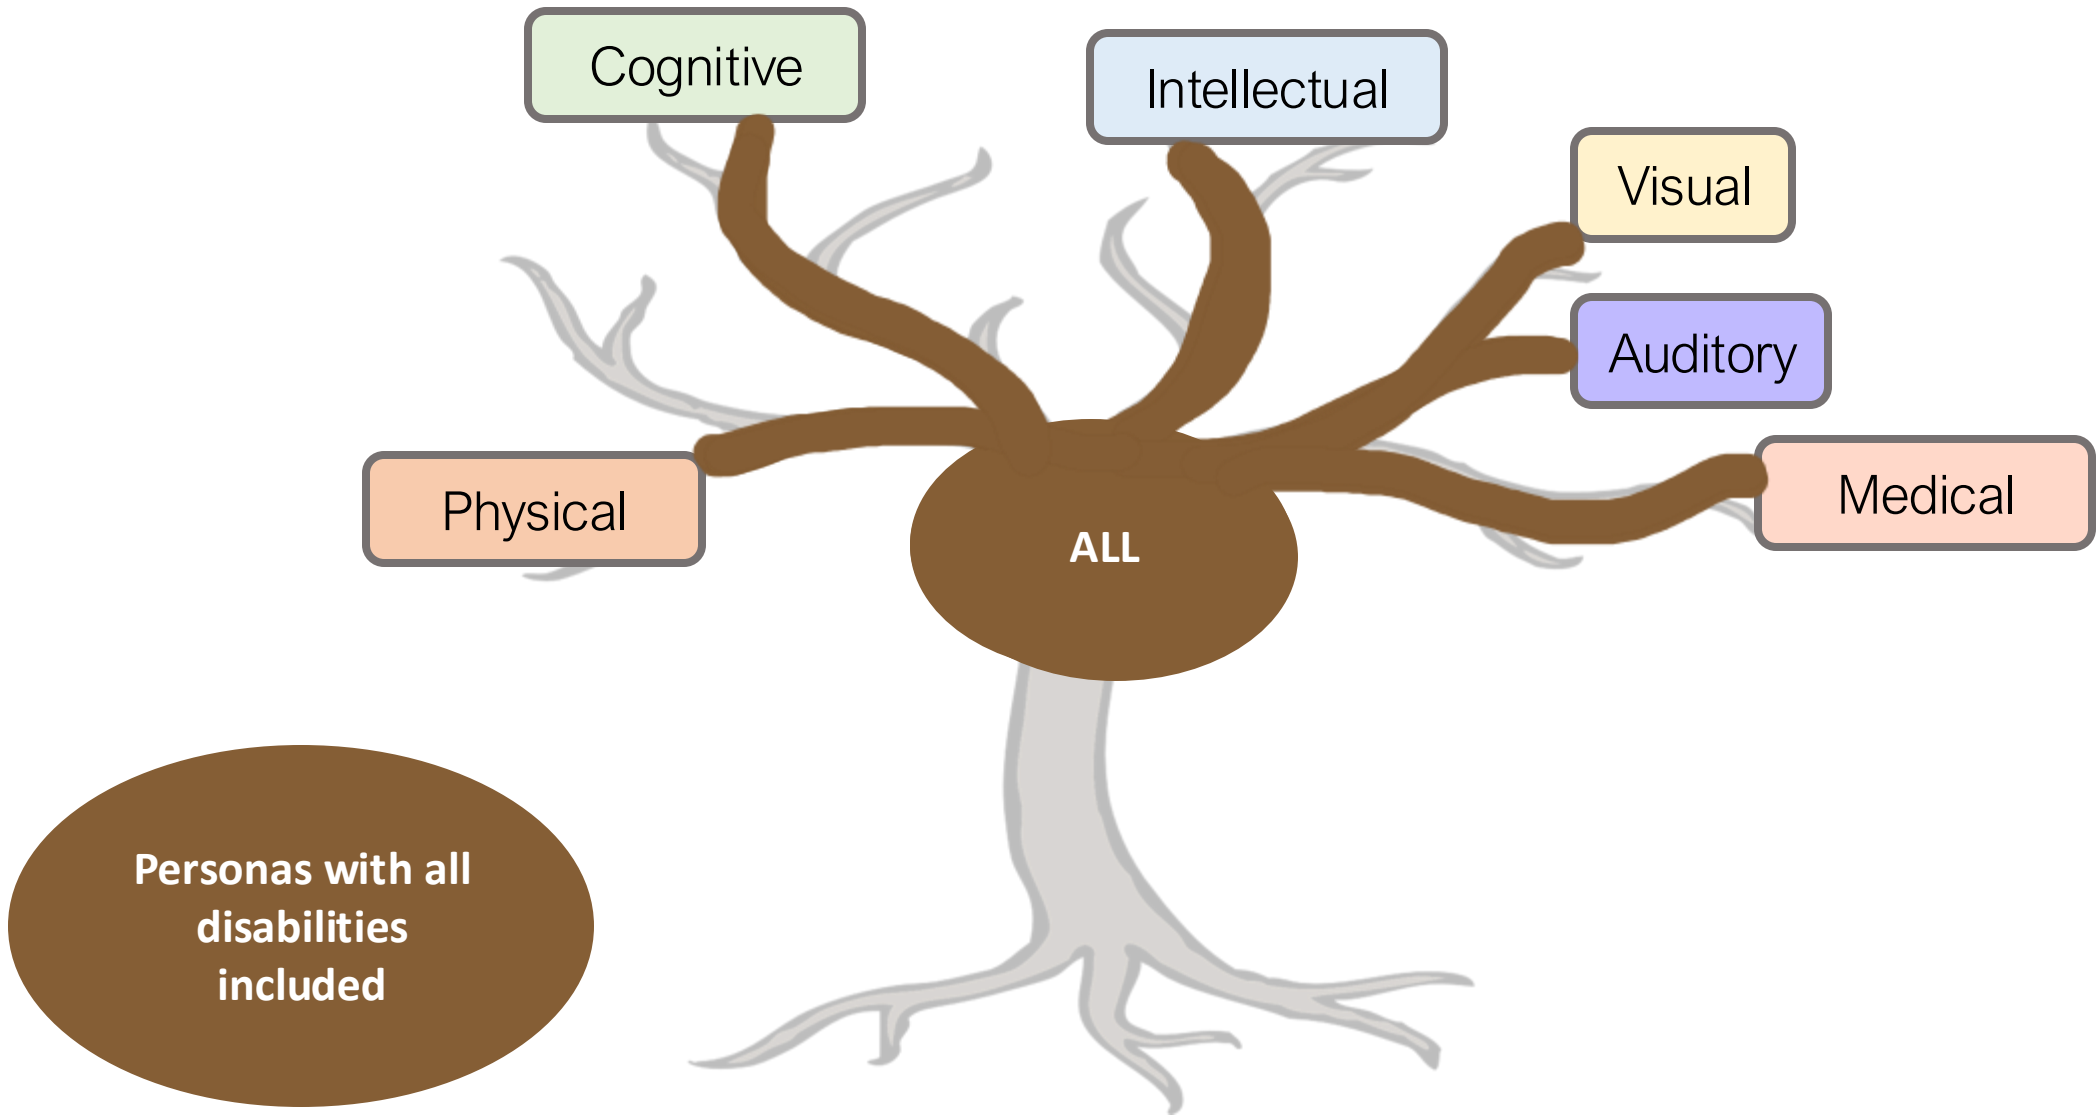 Cognitive
Intellectual
Visual
Auditory
Physical
Medical
ALL
Personas with all
disabilities
included